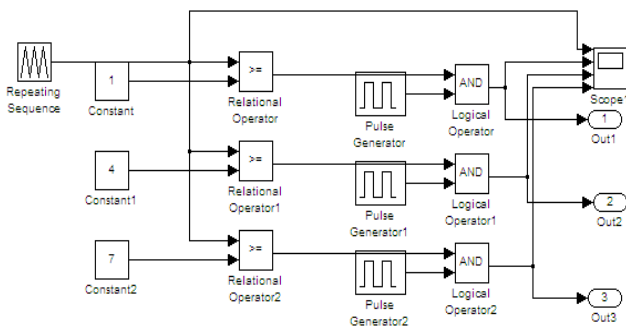 Repeating
Sequence
1
Constant
>=
Relational
Operator
Pulse
Generator
AND
Logical
Operator
Scope1
1
Out1
4
Constant1
>=
Relational
Operator1
Pulse
Generator1
AND
Logical
Operator1
2
Out2
7
Constant2
>=
Relational
Operator2
Pulse
Generator2
AND
Logical
Operator2
3
Out3